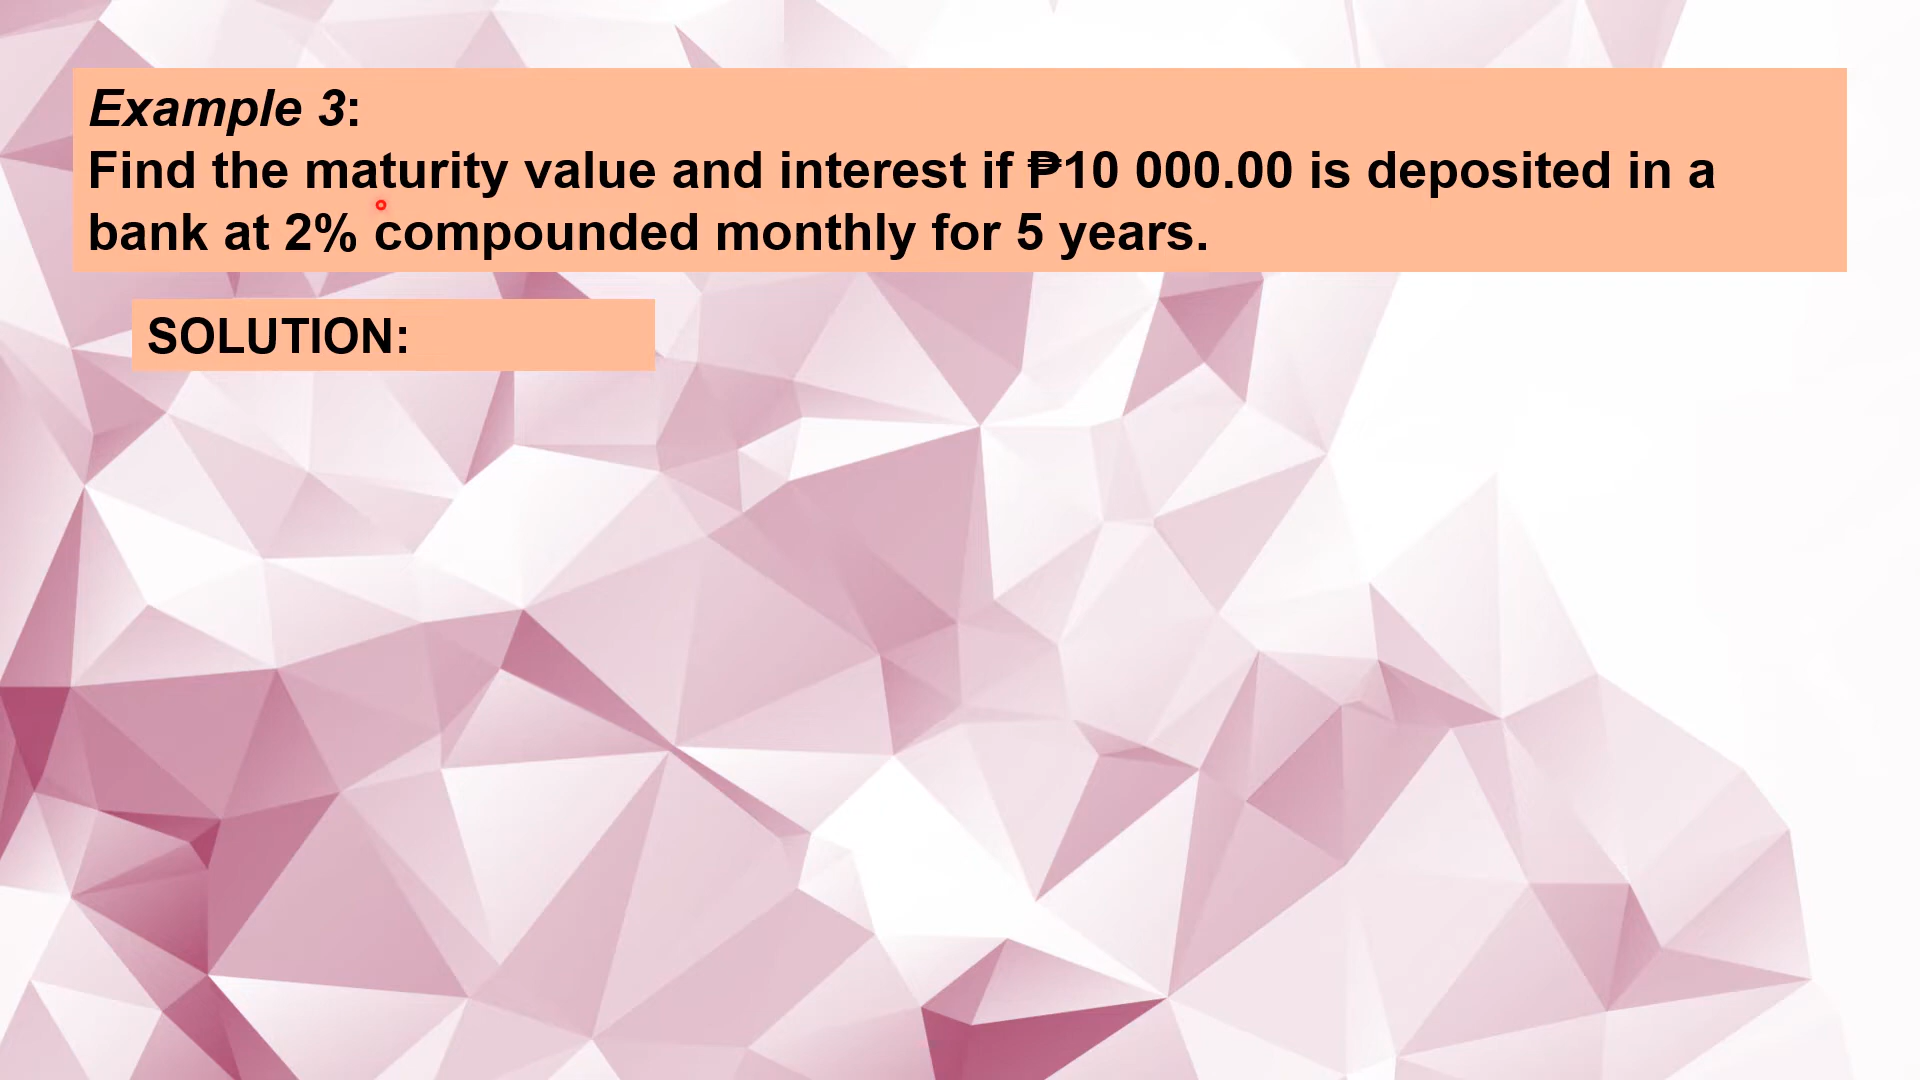 Example 3:
Find the maturity value and interest if ₱10 000.00 is deposited in a
bank at 2% compounded monthly for 5 years.
SOLUTION: